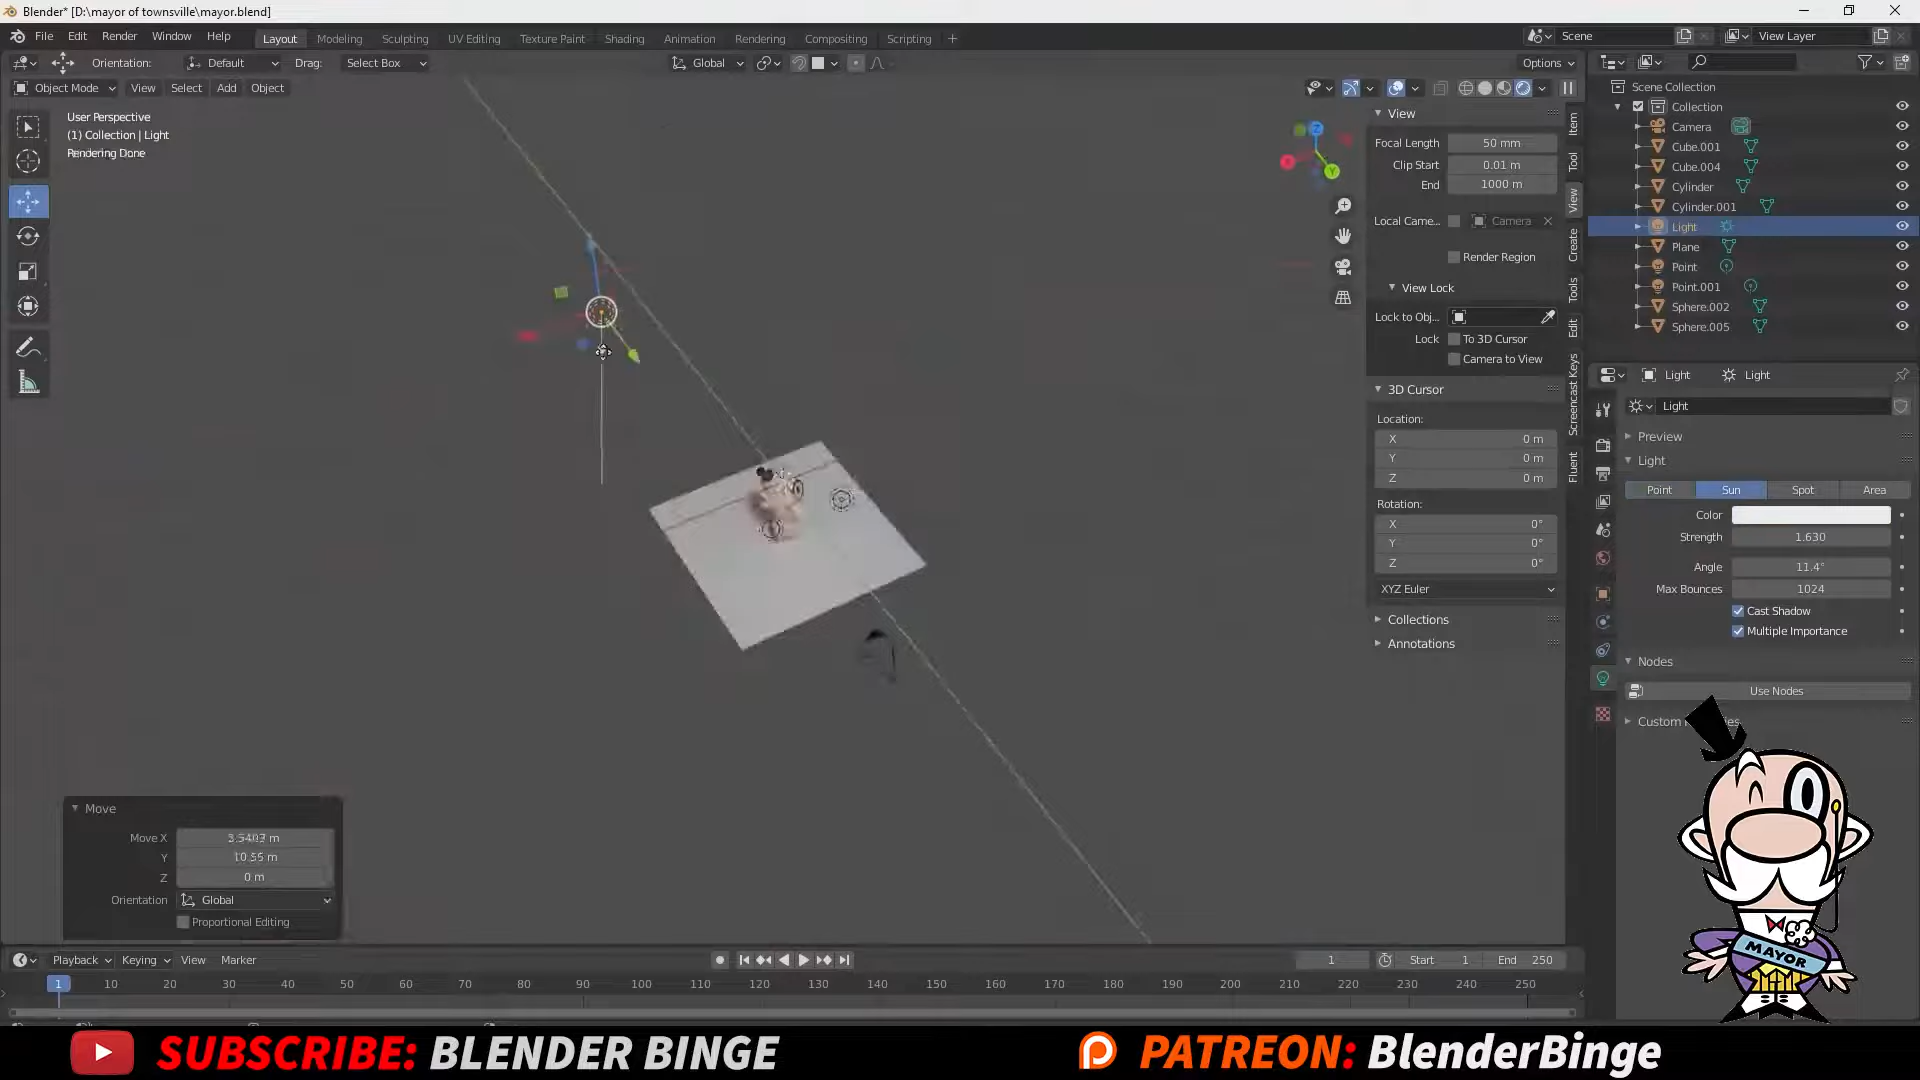 Blender* [D:\mayor of townsville\mayor.blend]
File Edit Render Window Help
Layout Modeling Sculpting UV Editing Texture Paint Shading Animation Rendering Compositing Scripting
Scene
View Layer
Orientation: Default Drag: Select Box
Global
Options
Object Mode View Select Add Object
User Perspective
(1) Collection | Light
Rendering Done
View
Focal Length 50 mm
Clip Start 0.01 m
End 1000 m
Local Came... Camera
Render Region
View Lock
Lock to Obj...
Lock To 3D Cursor
Camera to View
3D Cursor
Location:
X 0 m
Y 0 m
Z 0 m
Rotation:
X 0°
Y 0°
Z 0°
XYZ Euler
Collections
Annotations
Item
Tool
View
Create
Tools
Edit
Screencast Keys
Fluent
Scene Collection
Collection
Camera
Cube.001
Cube.004
Cylinder
Cylinder.001
Light
Plane
Point
Point.001
Sphere.002
Sphere.005
Light Light
Light
Preview
Light
Point Sun Spot Area
Color
Strength 1.630
Angle 11.4°
Max Bounces 1024
Cast Shadow
Multiple Importance
Nodes
Use Nodes
Custom
MAYOR
Move
Move X
Y 10.55 m
Z 0 m
Orientation Global
Proportional Editing
Playback Keying View Marker
1 Start 1 End 250
1 10 20 30 40 50 60 70 80 90 100 110 120 130 140 150 160 170 180 190 200 210 220 230 240 250
SUBSCRIBE: BLENDER BINGE
PATREON: BlenderBinge